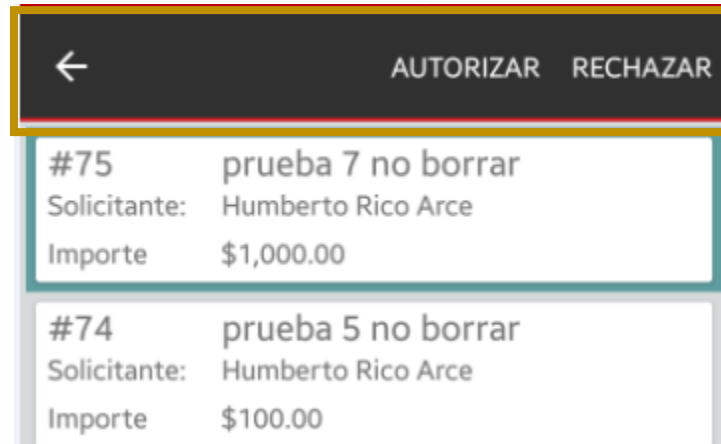 AUTORIZAR RECHAZAR
#75 prueba 7 no borrar
Solicitante: Humberto Rico Arce
Importe $1,000.00
#74 prueba 5 no borrar
Solicitante: Humberto Rico Arce
Importe $100.00